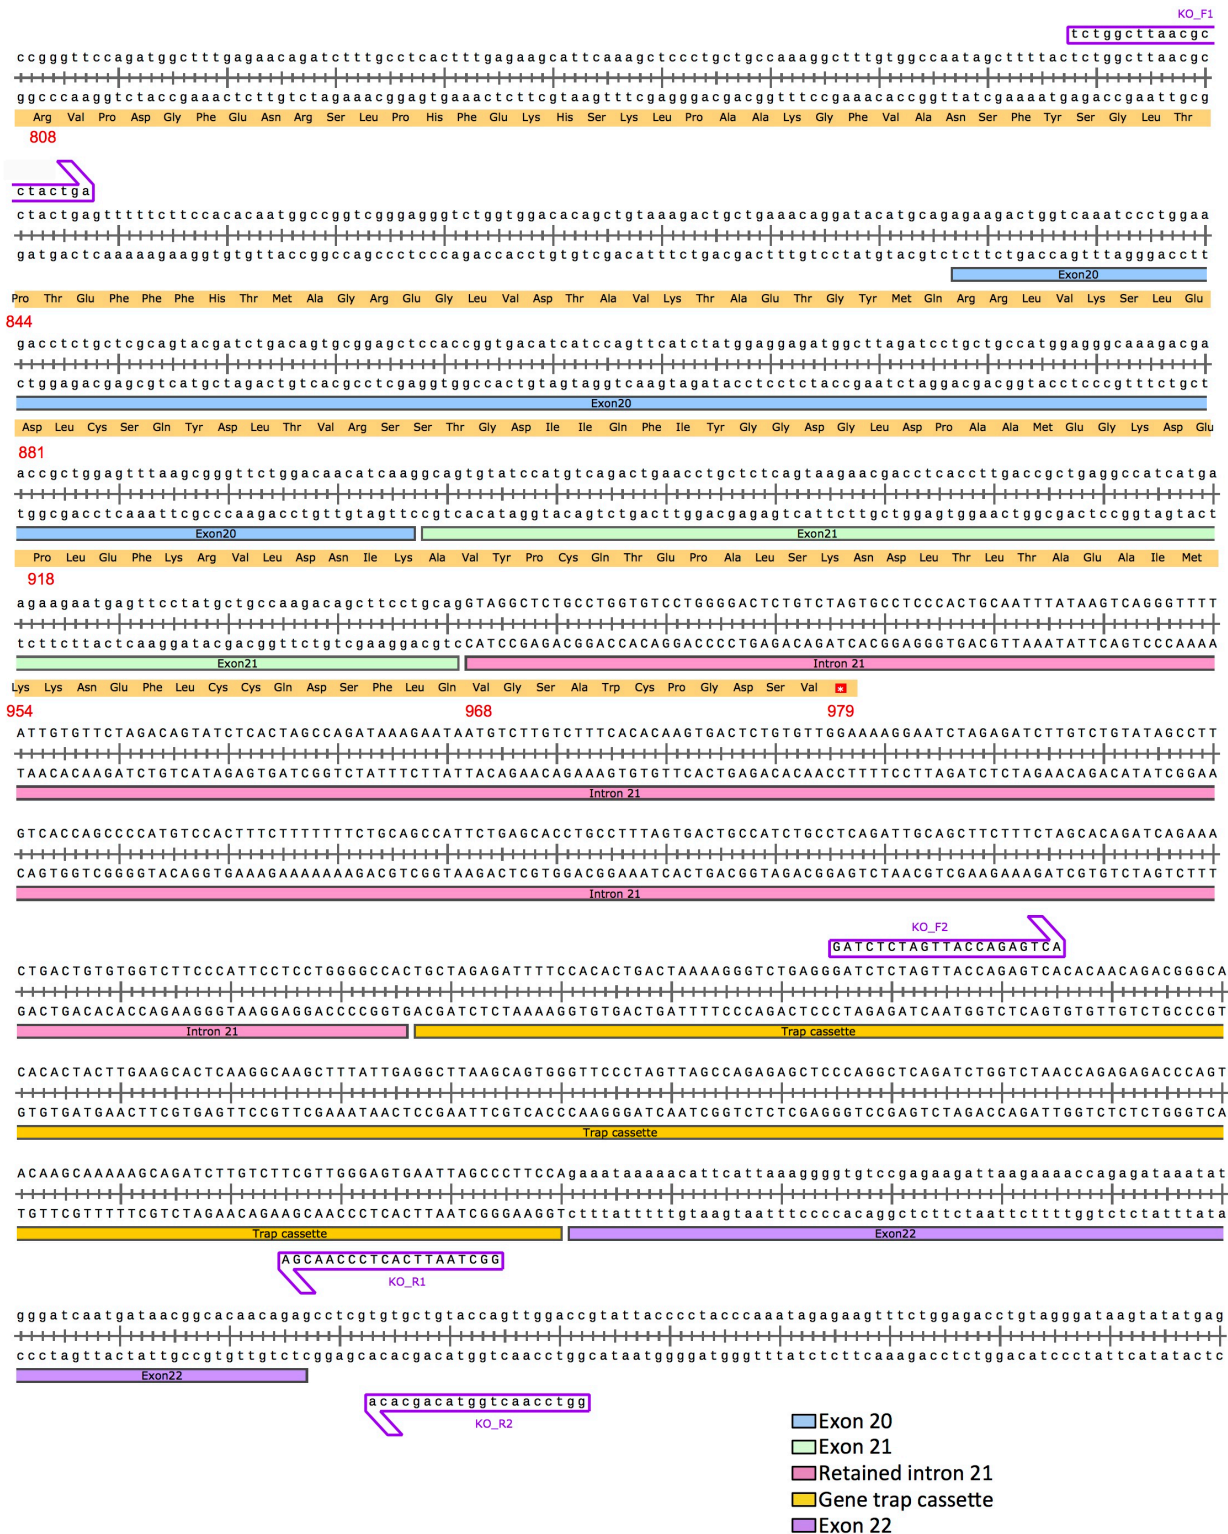 KO_F1
tctggcttaacgc
ccgggttccagatggctttgagaacagatctttgcctcactttgagaagcattcaaagctccctgctgccaaaggctttgtggccaatagcttttactctggcttaacgc
ggcccaaggtctaccgaaactcttgtctagaaacggagtgaaactcttcgtaagtttcgagggacgacggtttccgaaacaccggttatcgaaaatgagaccgaattgcg
Arg Val Pro Asp Gly Phe Glu Asn Arg Ser Leu Pro His Phe Glu Lys His Ser Lys Leu Pro Ala Ala Lys Gly Phe Val Ala Asn Ser Phe Tyr Ser Gly Leu Thr
808
ctactga
ctactgagtttttcttccacacaatggccggtcgggagggtctggtggacacagctgtaaagactgctgaaacaggatacatgcagagaagactggtcaaatccctggaa
gatgactcaaaaagaaggtgtgttaccggccagccctcccagaccacctgtgtcgacatttctgacgactttgtcctatgtacgtctcttctgaccagtttagggacctt
Exon20
Pro Thr Glu Phe Phe Phe His Thr Met Ala Gly Arg Glu Gly Leu Val Asp Thr Ala Val Lys Thr Ala Glu Thr Gly Tyr Met Gln Arg Arg Leu Val Lys Ser Leu Glu
844
gacctctgctcgcagtacgatctgacagtgcggagctccaccggtgacatcatccagttcatctatggaggagatggcttagatcctgctgccatggagggcaaagacga
ctggagacgagcgtcatgctagactgtcacgcctcgaggtggccactgtagtaggtcaagtagatacctcctctaccgaatctaggacgacggtacctcccgtttctgct
Exon20
Asp Leu Cys Ser Gln Tyr Asp Leu Thr Val Arg Ser Ser Thr Gly Asp Ile Ile Gln Phe Ile Tyr Gly Gly Asp Gly Leu Asp Pro Ala Ala Met Glu Gly Lys Asp Glu
881
accgctggagtttaagcgggttctggacaacatcaaggcagtgtatccatgtcagactgaacctgctctcagtaagaacgacctcaccttgaccgctgaggccatcatga
tggcgacctcaaattcgcccaagacctgttgtagttccgtcacataggtacagtctgacttggacgagagtcattcttgctggagtggaactggcgactccggtagtact
Exon20 Exon21
Pro Leu Glu Phe Lys Arg Val Leu Asp Asn Ile Lys Ala Val Tyr Pro Cys Gln Thr Glu Pro Ala Leu Ser Lys Asn Asp Leu Thr Leu Thr Ala Glu Ala Ile Met
918
agaagaatgagttcctatgctgccaagacagcttcctgcagGTAGGCTCTGCCTGGTGTCCTGGGGACTCTGTCTAGTGCCTCCCACTGCAATTTATAAGTCAGGGTTTT
tcttcttactcaaggatacgacggttctgtcgaaggacgtcCATCCGAGACGGACCACAGGACCCCTGAGACAGATCACGGAGGGTGACGTTAAATATTCAGTCCCAAAA
Exon21 Intron 21
Lys Lys Asn Glu Phe Leu Cys Cys Gln Asp Ser Phe Leu Gln Val Gly Ser Ala Trp Cys Pro Gly Asp Ser Val *
954 968 979
ATTGTGTTCTAGACAGTATCTCACTAGCCAGATAAAGAATAATGTCTTGTCTTTCACACAAGTGACTCTGTGTTGGAAAAGGAATCTAGAGATCTTGTCTGTATAGCCTT
TAACACAAGATCTGTCATAGAGTGATCGGTCTATTTCTTATTACAGAACAGAAAGTGTGTTCACTGAGACACAACCTTTTCCTTAGATCTCTAGAACAGACATATCGGAA
Intron 21
GTCACCAGCCCCATGTCCACTTTCTTTTTTTCTGCAGCCATTCTGAGCACCTGCCTTTAGTGACTGCCATCTGCCTCAGATTGCAGCTTCTTTCTAGCACAGATCAGAAA
CAGTGGTCGGGGTACAGGTGAAAGAAAAAAAGACGTCGGTAAGACTCGTGGACGGAAATCACTGACGGTAGACGGAGTCTAACGTCGAAGAAAGATCGTGTCTAGTCTTT
Intron 21
KO_F2
GATCTCTAGTTACCAGAGTCA
CTGACTGTGTGGTCTTCCCATTCCTCCTGGGGCCACTGCTAGAGATTTTCCACACTGACTAAAAGGGTCTGAGGGATCTCTAGTTACCAGAGTCACACAACAGACGGGCA
GACTGACACACCAGAAGGGTAAGGAGGACCCCGGTGACGATCTCTAAAAGGTGTGACTGATTTTCCCAGACTCCCTAGAGATCAATGGTCTCAGTGTGTTGTCTGCCCGT
Intron 21 Trap cassette
CACACTACTTGAAGCACTCAAGGCAAGCTTTATTGAGGCTTAAGCAGTGGGTTCCCTAGTTAGCCAGAGAGCTCCCAGGCTCAGATCTGGTCTAACCAGAGAGACCCAGT
GTGTGATGAACTTCGTGAGTTCCGTTCGAAATAACTCCGAATTCGTCACCCAAGGGATCAATCGGTCTCTCGAGGGTCCGAGTCTAGACCAGATTGGTCTCTCTGGGTCA
Trap cassette
ACAAGCAAAAAGCAGATCTTGTCTTCGTTGGGAGTGAATTAGCCCTTCCAgaaataaaaacattcattaaaggggtgtccgagaagattaagaaaaccagagataaatat
TGTTCGTTTTTCGTCTAGAACAGAAGCAACCCTCACTTAATCGGGAAGGTctttatttttgtaagtaatttccccacaggctcttctaattcttttggtctctatttata
Trap cassette Exon22
AGCAACCCTCACTTAATCGG
KO_R1
gggatcaatgataacggcacaacagagcctcgtgtgctgtaccagttggaccgtattacccctacccaaatagagaagtttctggagacctgtagggataagtatatgag
ccctagttactattgccgtgttgtctcggagcacacgacatggtcaacctggcataatggggatgggtttatctcttcaaagacctctggacatccctattcatatactc
Exon22
acacgacatggtcaacctgg
KO_R2
Exon 20
Exon 21
Retained intron 21
Gene trap cassette
Exon 22